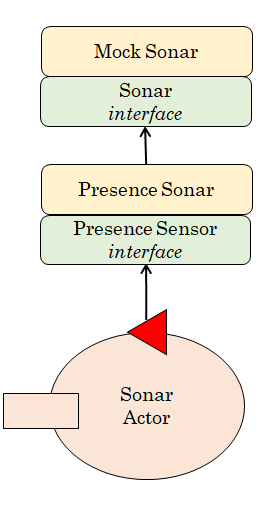 Mock Sonar
Sonar
interface
Presence Sonar
Presence Sensor
interface
Sonar
Actor